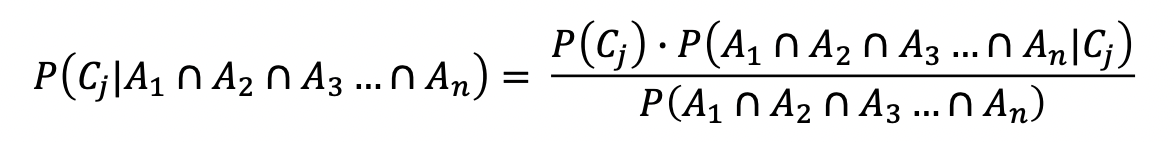 P(Cⱼ|A₁ ∩ A₂ ∩ A₃ … ∩ Aₙ) = P(Cⱼ) · P(A₁ ∩ A₂ ∩ A₃ … ∩ Aₙ|Cⱼ)
P(A₁ ∩ A₂ ∩ A₃ … ∩ Aₙ)